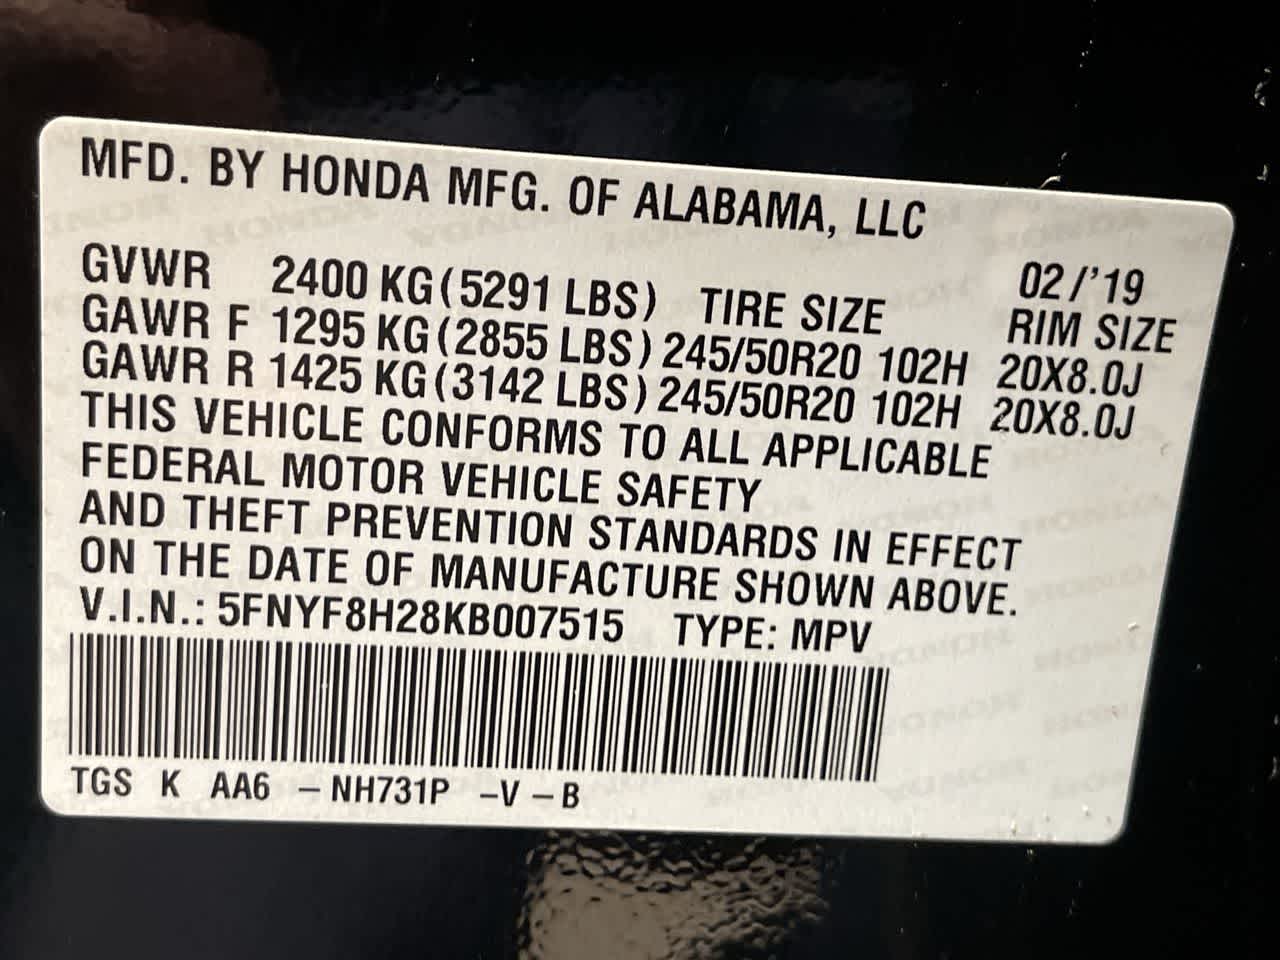 MFD. BY HONDA MFG. OF ALABAMA, LLC
02/'19
GVWR 2400 KG (5291 LBS) TIRE SIZE RIM SIZE
GAWR F 1295 KG (2855 LBS) 245/50R20 102H 20X8.0J
GAWR R 1425 KG (3142 LBS) 245/50R20 102H 20X8.0J
THIS VEHICLE CONFORMS TO ALL APPLICABLE
FEDERAL MOTOR VEHICLE SAFETY
AND THEFT PREVENTION STANDARDS IN EFFECT
ON THE DATE OF MANUFACTURE SHOWN ABOVE.
V.I.N.: 5FNYF8H28KB007515 TYPE: MPV
TGS K AA6 – NH731P –V – B